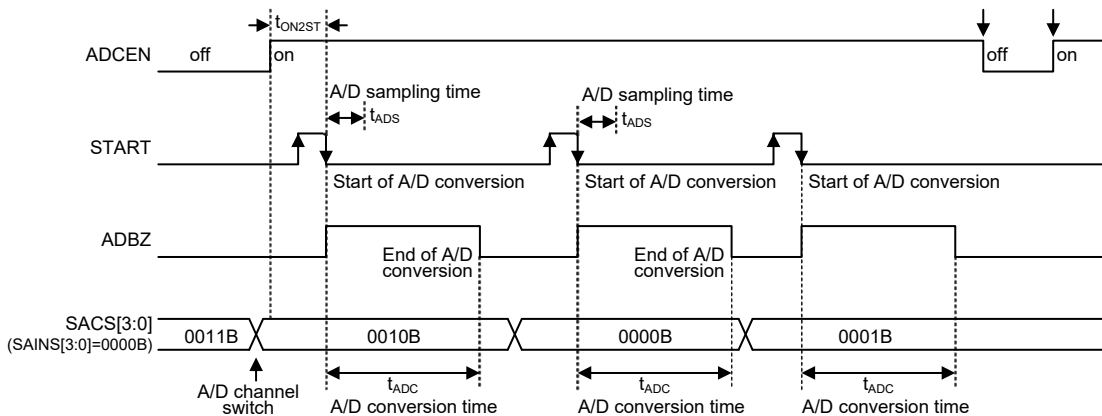 tON2ST
ADCEN
off
on
off
on
A/D sampling time
tADS
A/D sampling time
tADS
START
Start of A/D conversion
Start of A/D conversion
Start of A/D conversion
ADBZ
End of A/D
conversion
End of A/D
conversion
SACS[3:0]
(SAINS[3:0]=0000B)
0011B
0010B
0000B
0001B
A/D channel
switch
tADC
A/D conversion time
tADC
A/D conversion time
tADC
A/D conversion time